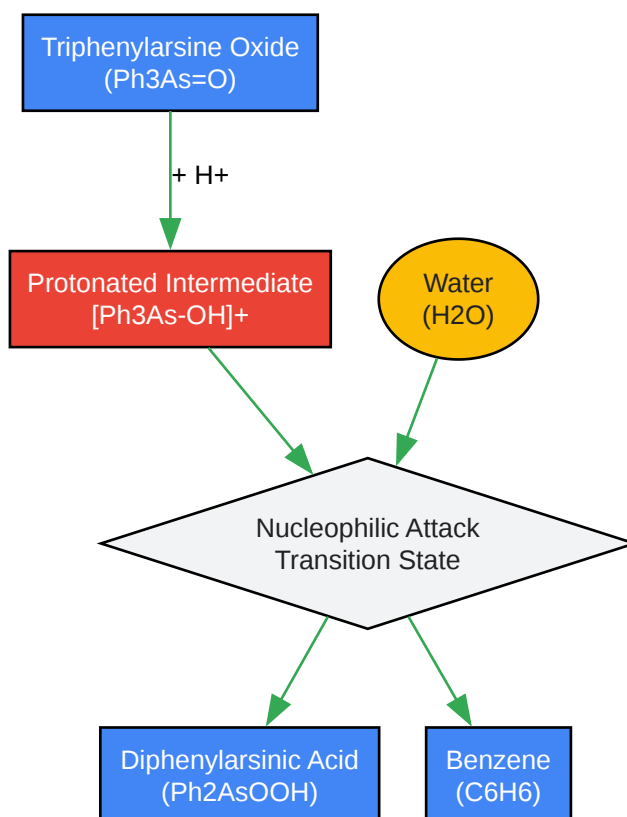 Triphenylarsine Oxide
(Ph3As=O)
+ H+
Protonated Intermediate
[Ph3As-OH]+
Water
(H2O)
Nucleophilic Attack
Transition State
Diphenylarsinic Acid
(Ph2AsOOH)
Benzene
(C6H6)